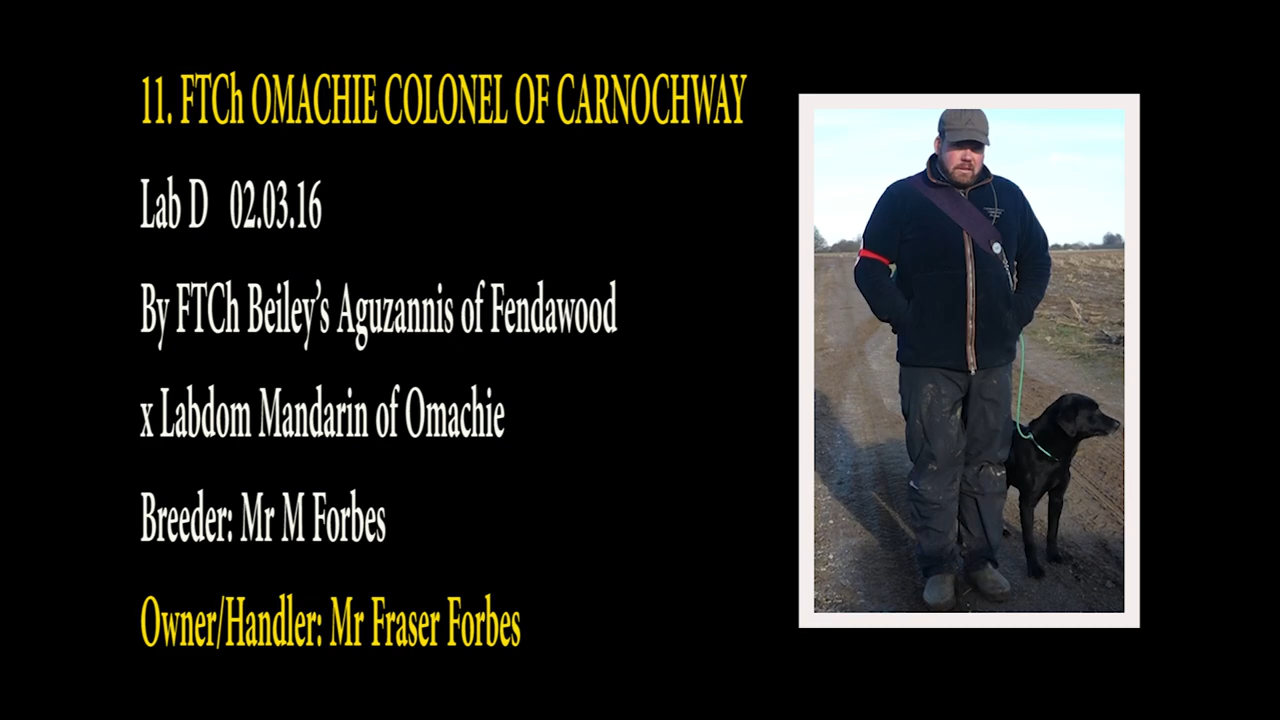 11. FTCh OMACHIE COLONEL OF CARNOCHWAY
Lab D 02.03.16
By FTCh Beiley's Aguzannis of Fendawood
x Labdom Mandarin of Omachie
Breeder: Mr M Forbes
Owner/Handler: Mr Fraser Forbes